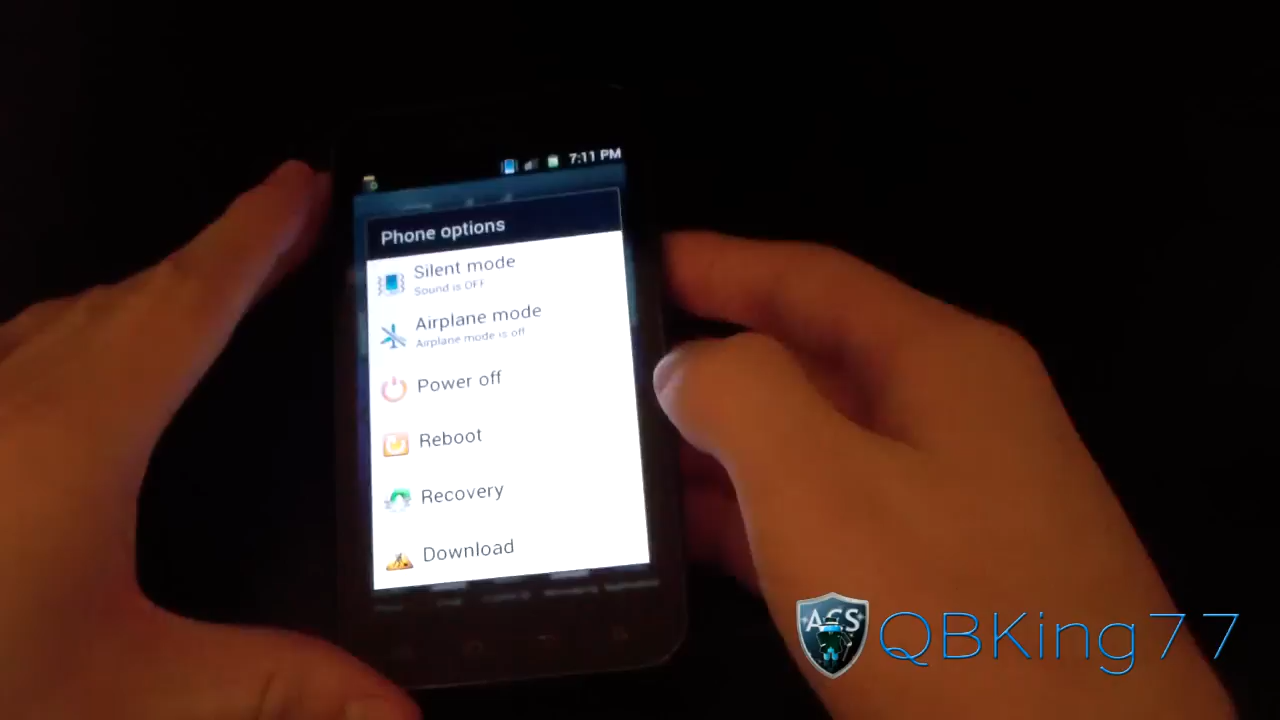 7:11 PM
Phone options
Silent mode
Sound is OFF
Airplane mode
Airplane mode is off
Power off
Reboot
Recovery
Download
ACS
QBKing77